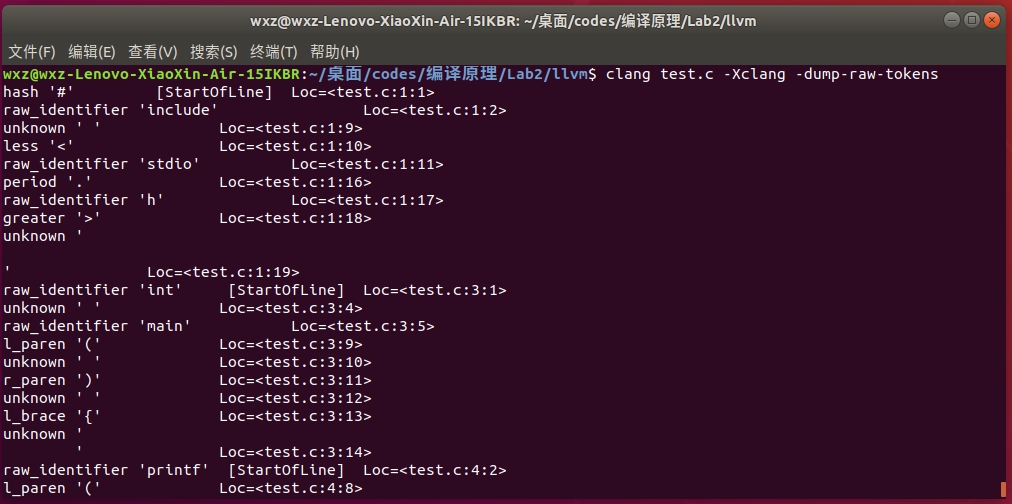 wxz@wxz-Lenovo-XiaoXin-Air-15IKBR: ~/桌面/codes/编译原理/Lab2/llvm
文件(F) 编辑(E) 查看(V) 搜索(S) 终端(T) 帮助(H)
wxz@wxz-Lenovo-XiaoXin-Air-15IKBR:~/桌面/codes/编译原理/Lab2/llvm$ clang test.c -Xclang -dump-raw-tokens
hash '#'         [StartOfLine]  Loc=<test.c:1:1>
raw_identifier 'include'                Loc=<test.c:1:2>
unknown ' '             Loc=<test.c:1:9>
less '<'                Loc=<test.c:1:10>
raw_identifier 'stdio'          Loc=<test.c:1:11>
period '.'              Loc=<test.c:1:16>
raw_identifier 'h'              Loc=<test.c:1:17>
greater '>'             Loc=<test.c:1:18>
unknown '

'               Loc=<test.c:1:19>
raw_identifier 'int'     [StartOfLine]  Loc=<test.c:3:1>
unknown ' '             Loc=<test.c:3:4>
raw_identifier 'main'           Loc=<test.c:3:5>
l_paren '('             Loc=<test.c:3:9>
unknown ' '             Loc=<test.c:3:10>
r_paren ')'             Loc=<test.c:3:11>
unknown ' '             Loc=<test.c:3:12>
l_brace '{'             Loc=<test.c:3:13>
unknown '
        '               Loc=<test.c:3:14>
raw_identifier 'printf'  [StartOfLine]  Loc=<test.c:4:2>
l_paren '('             Loc=<test.c:4:8>